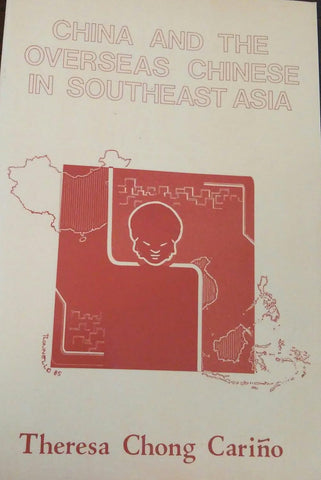 CHINA AND THE
OVERSEAS CHINESE
IN SOUTHEAST ASIA
Theresa Chong Cariño